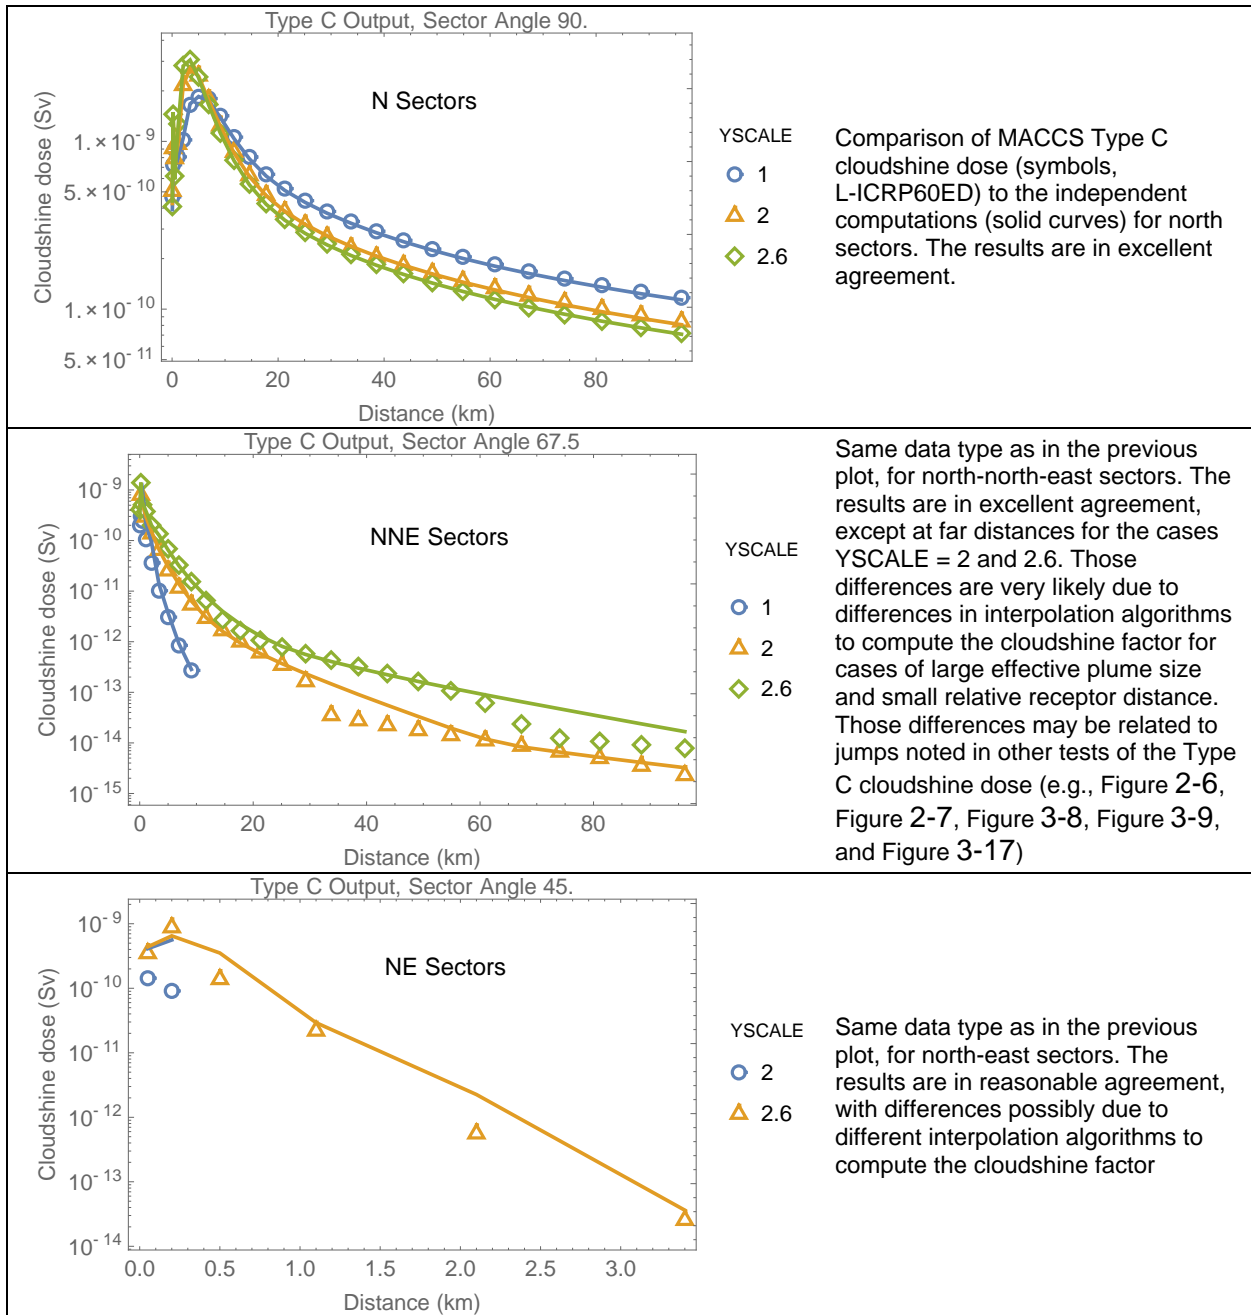 Type C Output, Sector Angle 90.
Cloudshine dose (Sv)
1.×10^-9
5.×10^-10
1.×10^-10
5.×10^-11
N Sectors
0 20 40 60 80
Distance (km)
YSCALE
1
2
2.6
Comparison of MACCS Type C
cloudshine dose (symbols,
L-ICRP60ED) to the independent
computations (solid curves) for north
sectors. The results are in excellent
agreement.
Type C Output, Sector Angle 67.5
Cloudshine dose (Sv)
10^-9
10^-10
10^-11
10^-12
10^-13
10^-14
10^-15
NNE Sectors
0 20 40 60 80
Distance (km)
YSCALE
1
2
2.6
Same data type as in the previous
plot, for north-north-east sectors. The
results are in excellent agreement,
except at far distances for the cases
YSCALE = 2 and 2.6. Those
differences are very likely due to
differences in interpolation algorithms
to compute the cloudshine factor for
cases of large effective plume size
and small relative receptor distance.
Those differences may be related to
jumps noted in other tests of the Type
C cloudshine dose (e.g., Figure 2-6,
Figure 2-7, Figure 3-8, Figure 3-9,
and Figure 3-17)
Type C Output, Sector Angle 45.
Cloudshine dose (Sv)
10^-9
10^-10
10^-11
10^-12
10^-13
10^-14
NE Sectors
0.0 0.5 1.0 1.5 2.0 2.5 3.0
Distance (km)
YSCALE
2
2.6
Same data type as in the previous
plot, for north-east sectors. The
results are in reasonable agreement,
with differences possibly due to
different interpolation algorithms to
compute the cloudshine factor